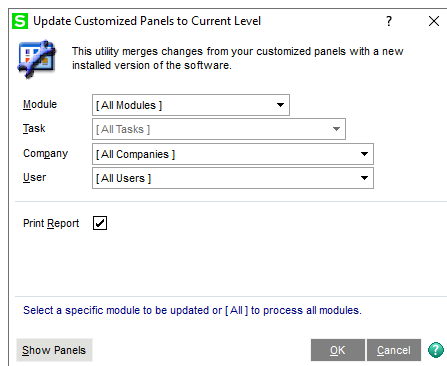 S Update Customized Panels to Current Level ?
This utility merges changes from your customized panels with a new
installed version of the software.
Module [ All Modules ]
Task [ All Tasks ]
Company [ All Companies ]
User [ All Users ]
Print Report
Select a specific module to be updated or [ All ] to process all modules.
Show Panels OK Cancel ?